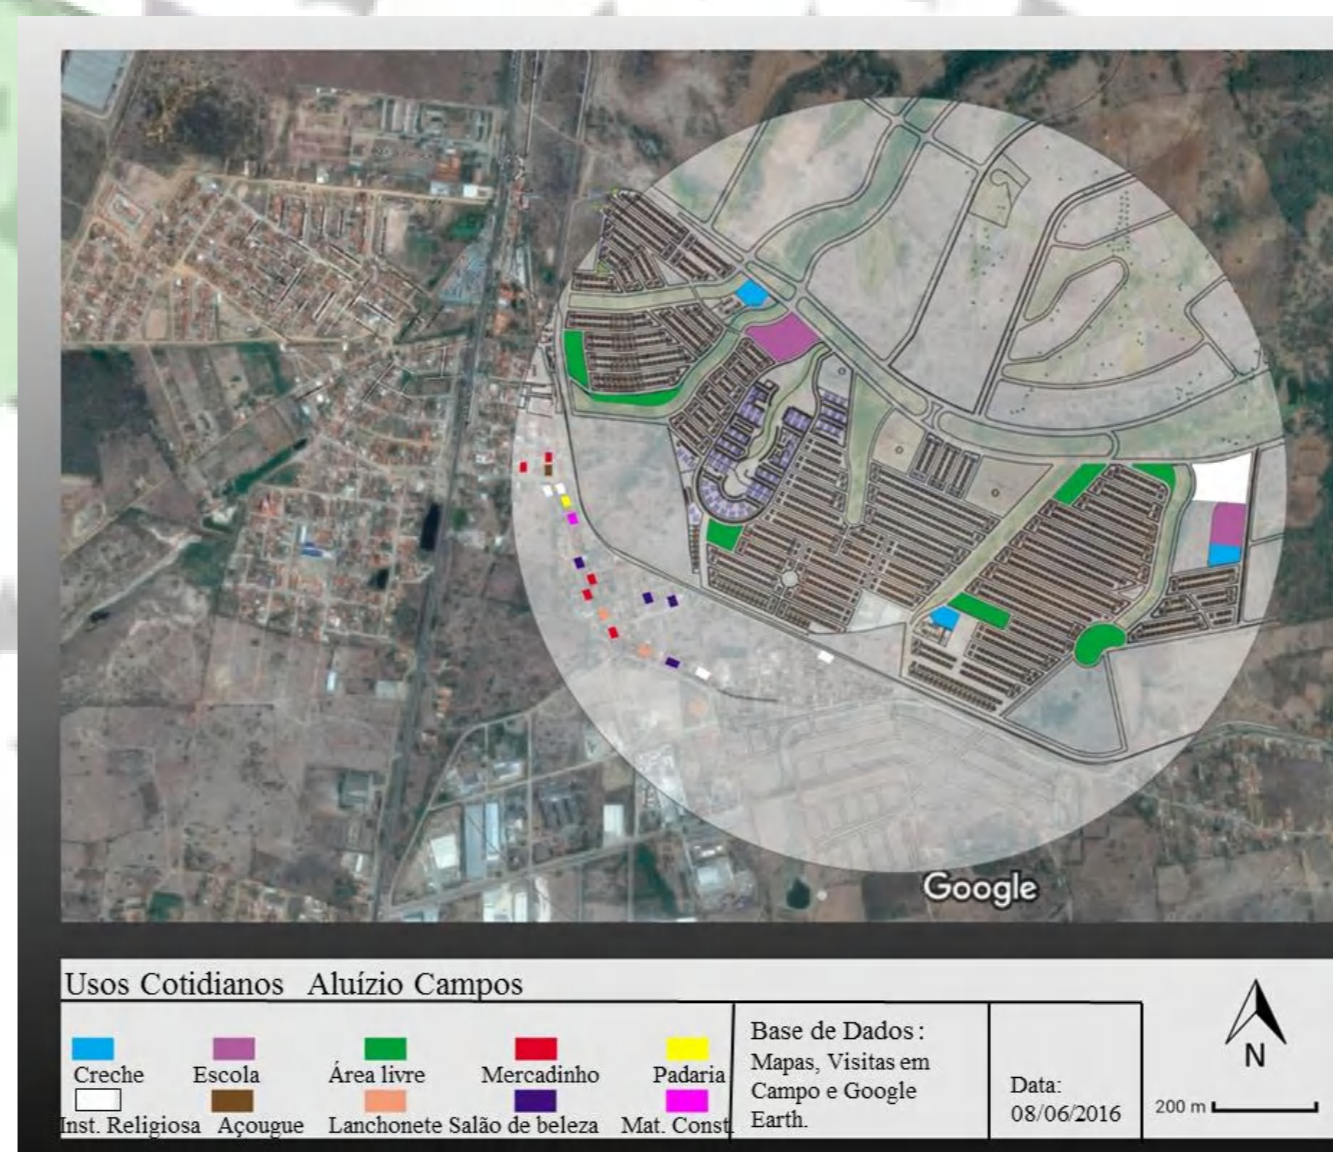 Google
Usos Cotidianos Aluízio Campos
Creche Escola Área livre Mercadinho Padaria
Inst. Religiosa Açougue Lanchonete Salão de beleza Mat. Const
Base de Dados:
Mapas, Visitas em
Campo e Google
Earth.
Data:
08/06/2016
N
200 m